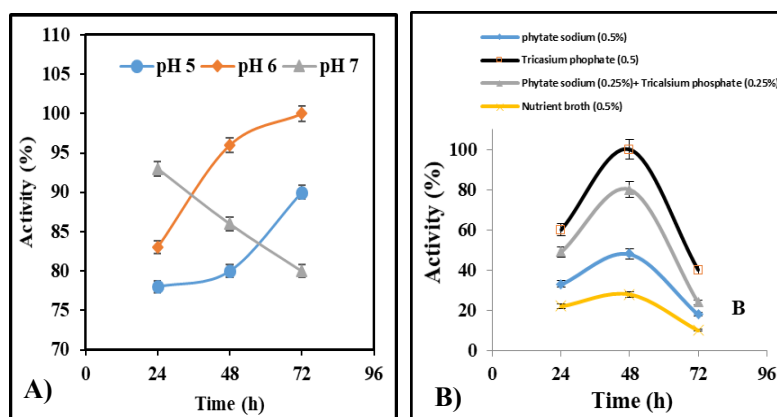 pH 5 pH 6 pH 7
110
105
100
95
90
85
80
75
70
Activity (%)
0 24 48 72 96
Time (h)
A)
B
phytate sodium (0.5%)
Tricasium phophate (0.5)
Phytate sodium (0.25%)+ Tricalsium phosphate (0.25%)
Nutrient broth (0.5%)
100
80
60
40
20
0
Activity (%)
B
0 24 48 72 96
Time (h)
B)